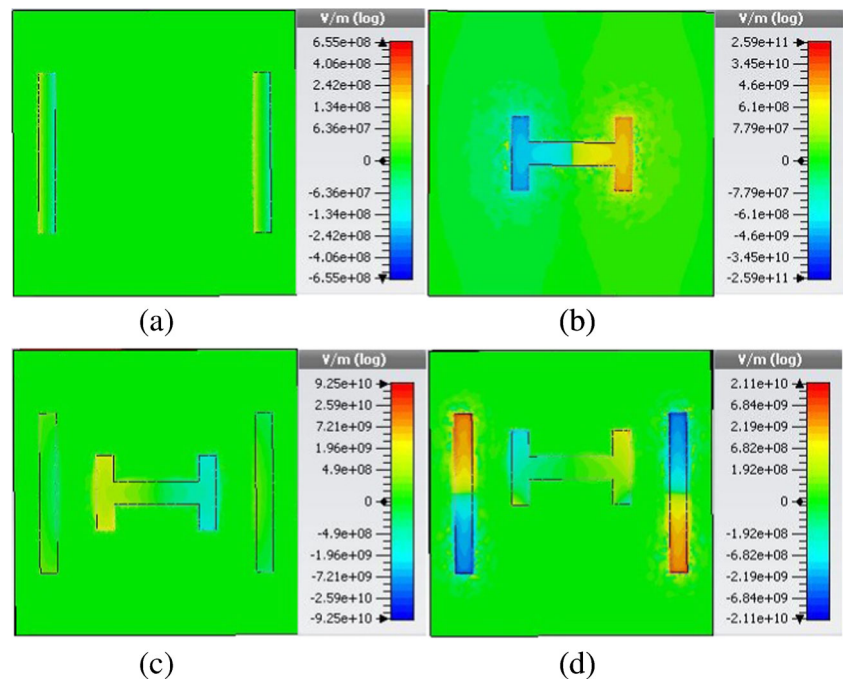 V/m (log)
6.55e+08
4.06e+08
2.42e+08
1.34e+08
6.36e+07
0
-6.36e+07
-1.34e+08
-2.42e+08
-4.06e+08
-6.55e+08
(a)
V/m (log)
2.59e+11
3.45e+10
4.6e+09
6.1e+08
7.79e+07
0
-7.79e+07
-6.1e+08
-4.6e+09
-3.45e+10
-2.59e+11
(b)
V/m (log)
9.25e+10
2.59e+10
7.21e+09
1.96e+09
4.9e+08
0
-4.9e+08
-1.96e+09
-7.21e+09
-2.59e+10
-9.25e+10
(c)
V/m (log)
2.11e+10
6.84e+09
2.19e+09
6.82e+08
1.92e+08
0
-1.92e+08
-6.82e+08
-2.19e+09
-6.84e+09
-2.11e+10
(d)